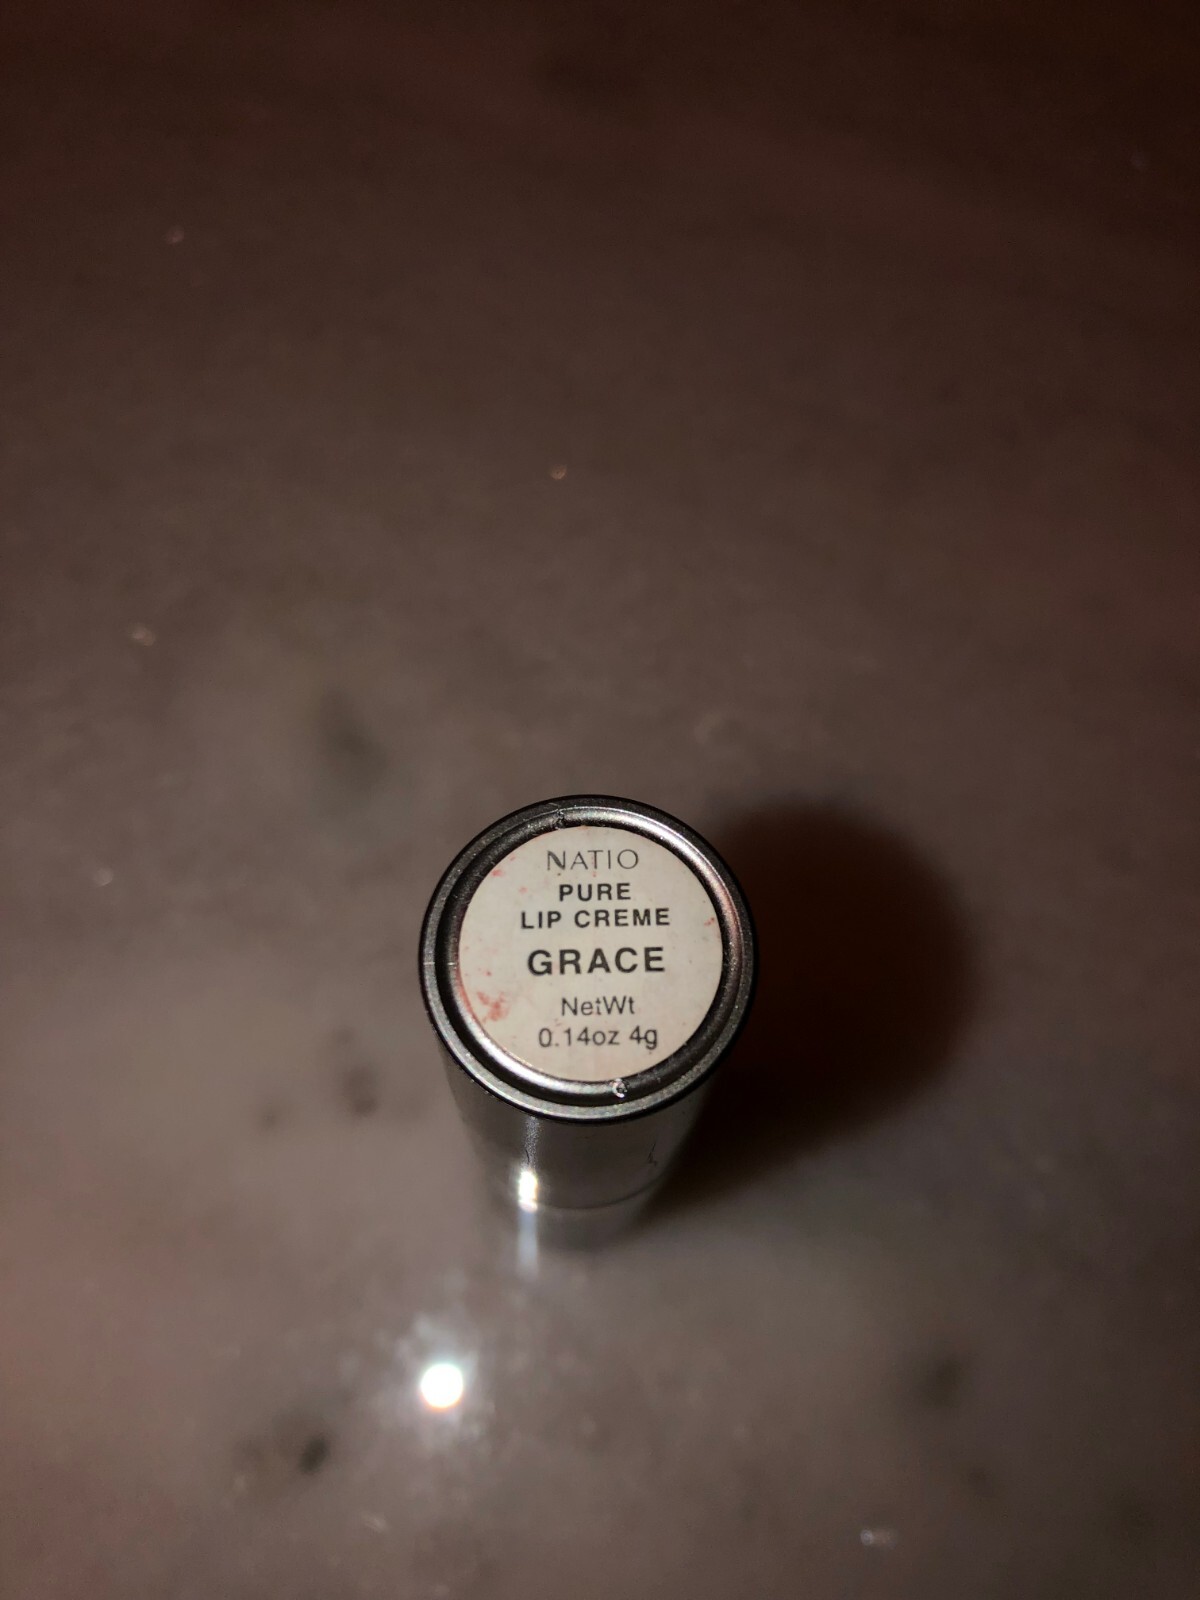 NATIO
PURE
LIP CREME
GRACE
NetWt
0.14oz 4g